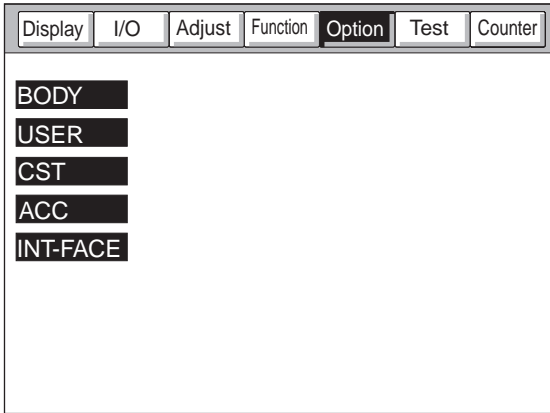 Display I/O Adjust Function Option Test Counter
BODY
USER
CST
ACC
INT-FACE